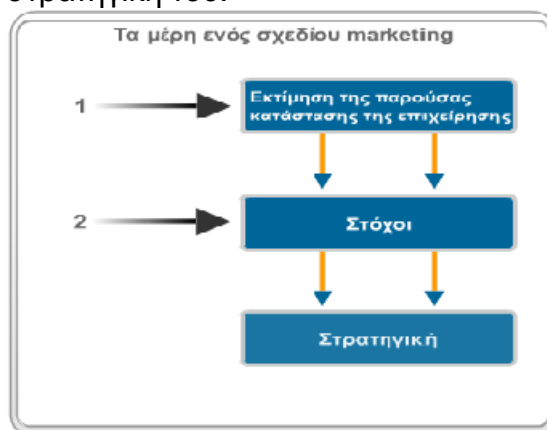 στρατηγική του.
Τα μέρη ενός σχεδίου marketing
1
Εκτίμηση της παρούσας
κατάστασης της επιχείρησης
2
Στόχοι
Στρατηγική